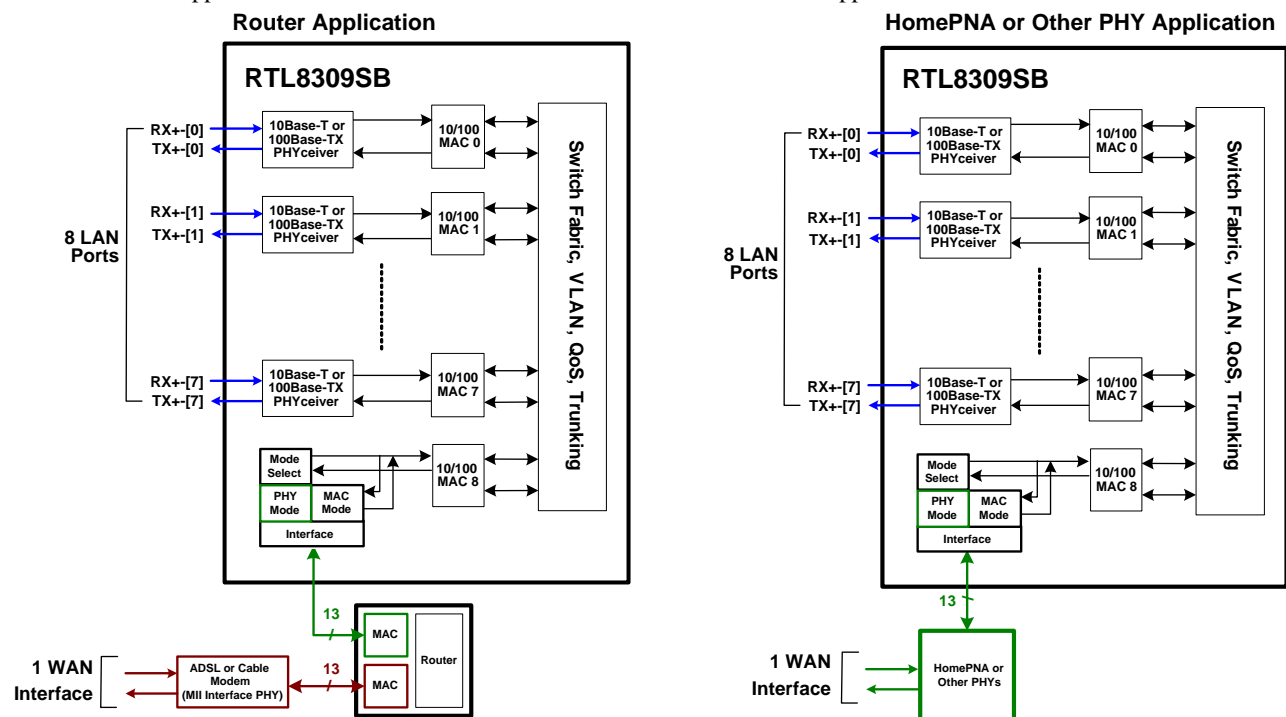 Router Application
RTL8309SB
RX+-[0]
TX+-[0]
10Base-T or
100Base-TX
PHYceiver
10/100
MAC 0
RX+-[1]
TX+-[1]
10Base-T or
100Base-TX
PHYceiver
10/100
MAC 1
8 LAN
Ports
RX+-[7]
TX+-[7]
10Base-T or
100Base-TX
PHYceiver
10/100
MAC 7
Switch Fabric, VLAN, QoS, Trunking
Mode
Select
PHY
Mode
MAC
Mode
Interface
10/100
MAC 8
13
MAC
Router
1 WAN
Interface
ADSL or Cable
Modem
(MII Interface PHY)
13
MAC
HomePNA or Other PHY Application
RTL8309SB
RX+-[0]
TX+-[0]
10Base-T or
100Base-TX
PHYceiver
10/100
MAC 0
RX+-[1]
TX+-[1]
10Base-T or
100Base-TX
PHYceiver
10/100
MAC 1
8 LAN
Ports
RX+-[7]
TX+-[7]
10Base-T or
100Base-TX
PHYceiver
10/100
MAC 7
Switch Fabric, VLAN, QoS, Trunking
Mode
Select
PHY
Mode
MAC
Mode
Interface
10/100
MAC 8
13
1 WAN
Interface
HomePNA or
Other PHYs